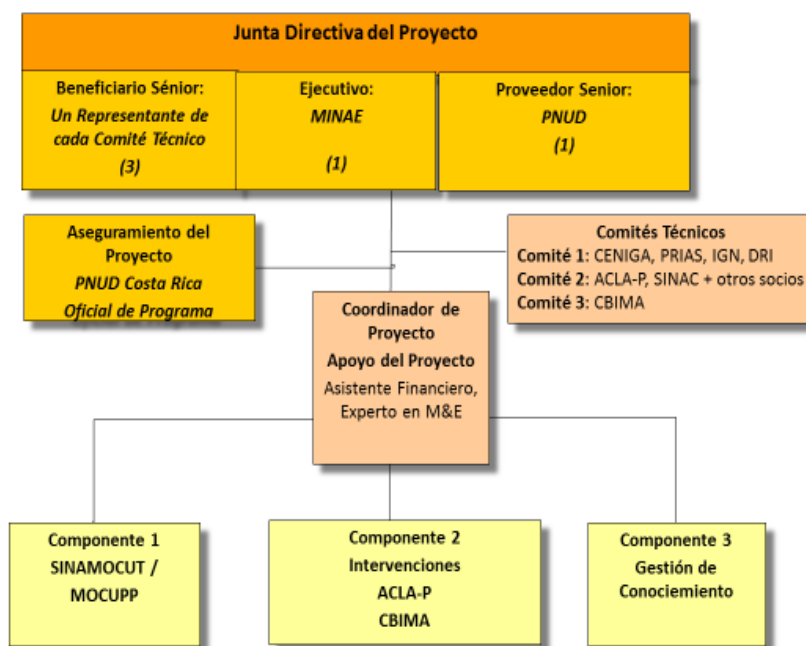 Junta Directiva del Proyecto
Beneficiario Sénior:
Un Representante de
cada Comité Técnico
(3)
Ejecutivo:
MINAE
(1)
Proveedor Senior:
PNUD
(1)
Aseguramiento del
Proyecto
PNUD Costa Rica
Oficial de Programa
Comités Técnicos
Comité 1: CENIGA, PRIAS, IGN, DRI
Comité 2: ACLA-P, SINAC + otros socios
Comité 3: CBIMA
Coordinador de
Proyecto
Apoyo del Proyecto
Asistente Financiero,
Experto en M&E
Componente 1
SINAMOCUT /
MOCUPP
Componente 2
Intervenciones
ACLA-P
CBIMA
Componente 3
Gestión de
Conociemiento